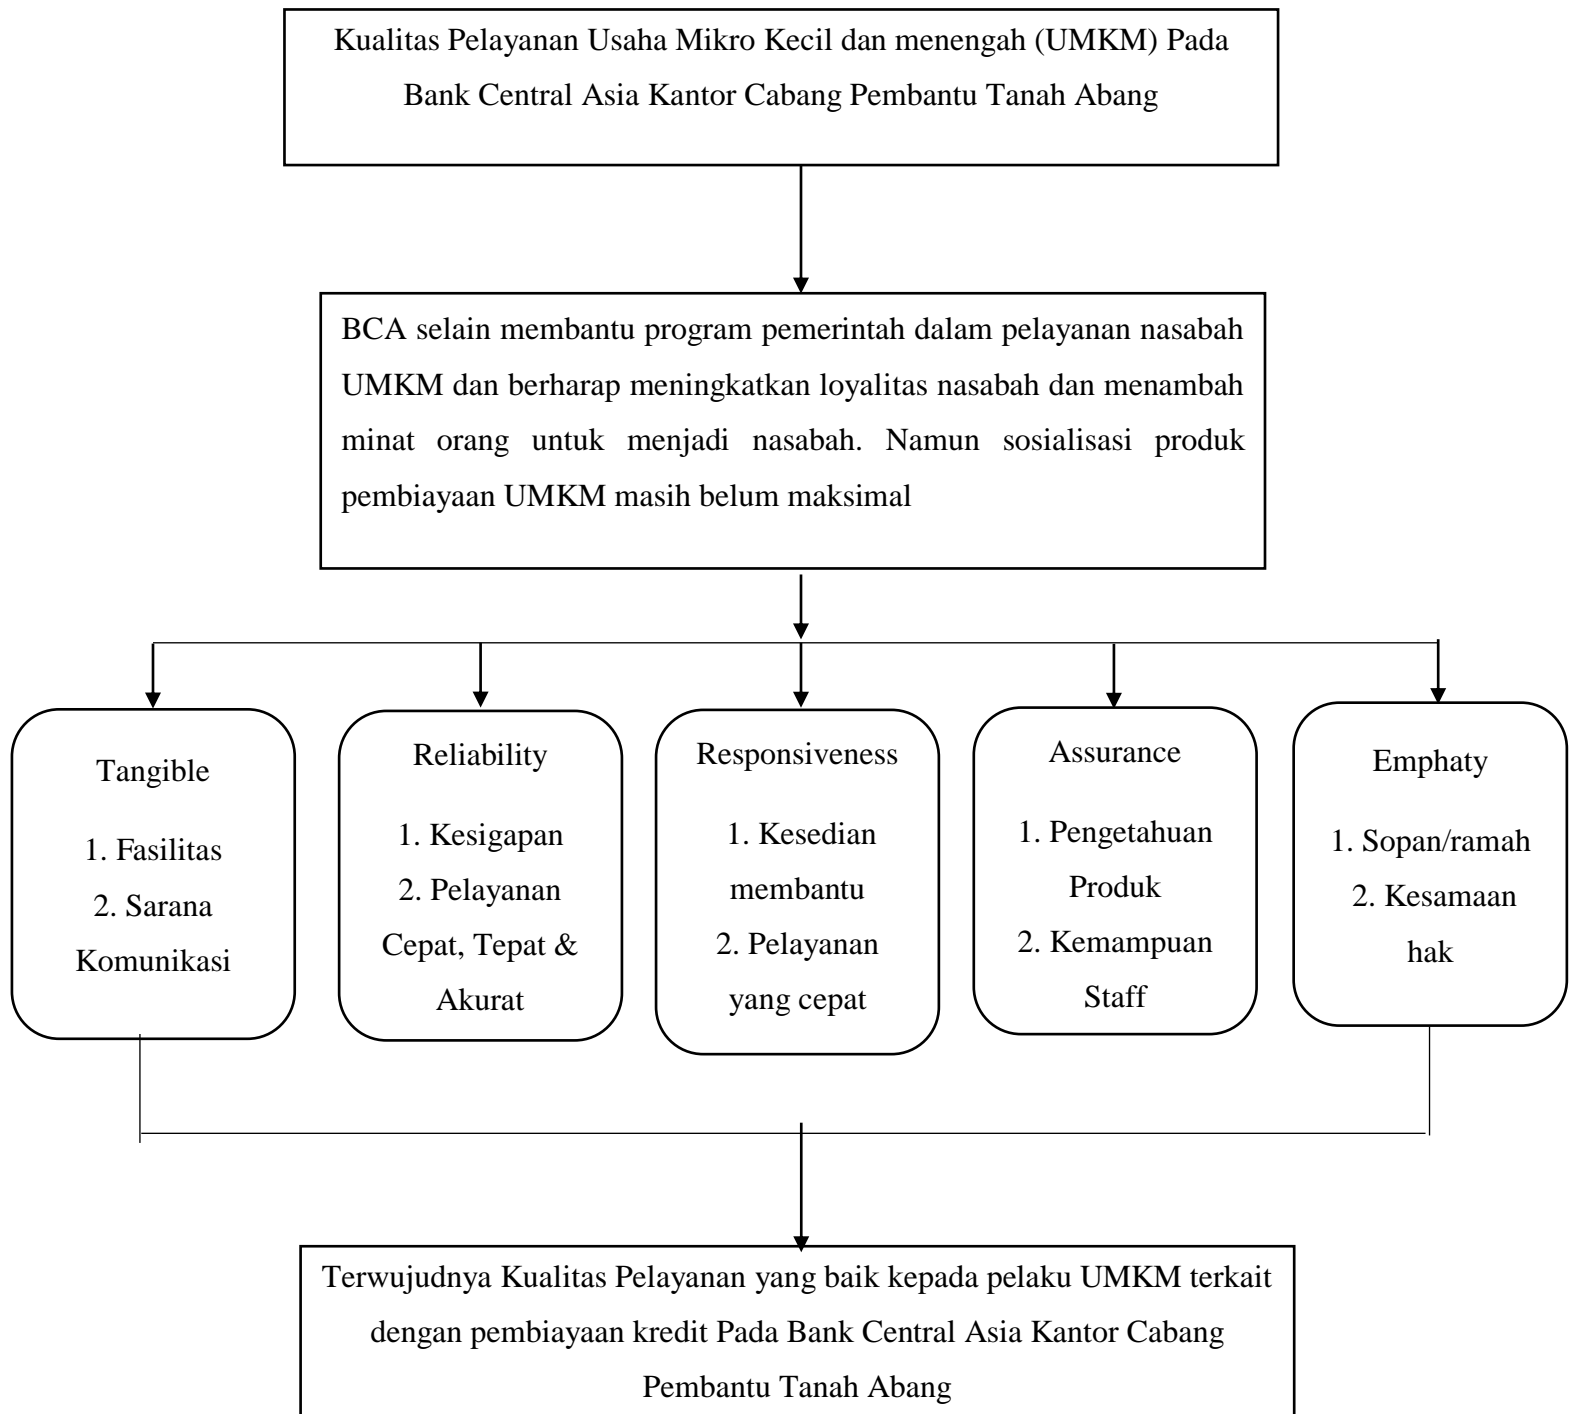 Kualitas Pelayanan Usaha Mikro Kecil dan menengah (UMKM) Pada
Bank Central Asia Kantor Cabang Pembantu Tanah Abang
BCA selain membantu program pemerintah dalam pelayanan nasabah
UMKM dan berharap meningkatkan loyalitas nasabah dan menambah
minat orang untuk menjadi nasabah. Namun sosialisasi produk
pembiayaan UMKM masih belum maksimal
Tangible
1. Fasilitas
2. Sarana
Komunikasi
Reliability
1. Kesigapan
2. Pelayanan
Cepat, Tepat &
Akurat
Responsiveness
1. Kesedian
membantu
2. Pelayanan
yang cepat
Assurance
1. Pengetahuan
Produk
2. Kemampuan
Staff
Emphaty
1. Sopan/ramah
2. Kesamaan
hak
Terwujudnya Kualitas Pelayanan yang baik kepada pelaku UMKM terkait
dengan pembiayaan kredit Pada Bank Central Asia Kantor Cabang
Pembantu Tanah Abang